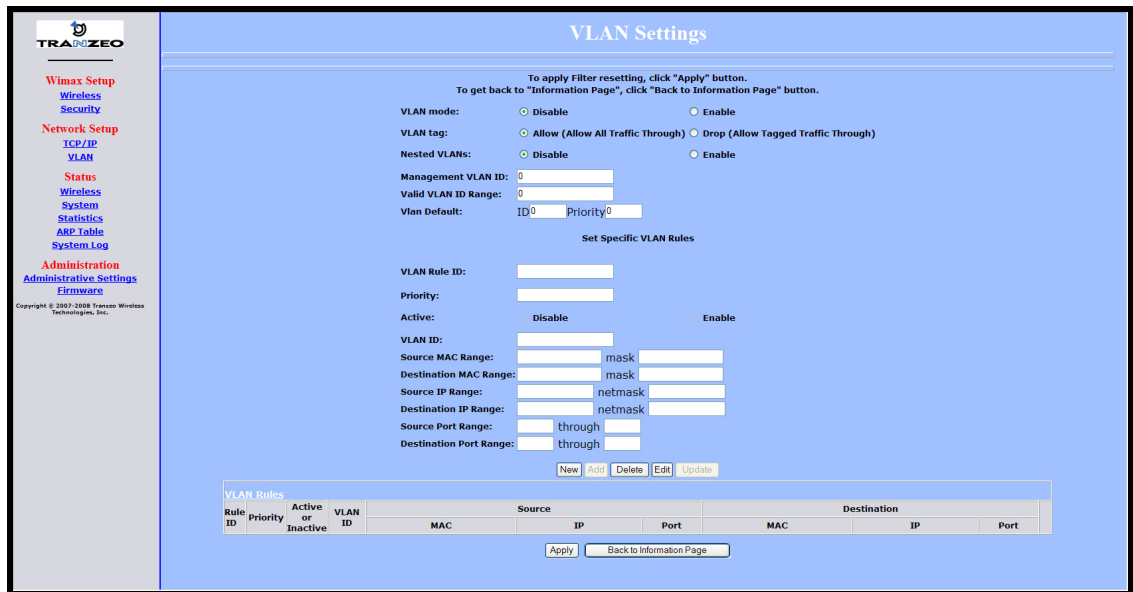 TRANZEO
Wimax Setup
Wireless
Security
Network Setup
TCP/IP
VLAN
Status
Wireless
System
Statistics
ARP Table
System Log
Administration
Administrative Settings
Firmware
Copyright © 2007-2008 Tranzeo Wireless
Technologies, Inc.
VLAN Settings
To apply Filter resetting, click "Apply" button.
To get back to "Information Page", click "Back to Information Page" button.
VLAN mode: Disable Enable
VLAN tag: Allow (Allow All Traffic Through) Drop (Allow Tagged Traffic Through)
Nested VLANs: Disable Enable
Management VLAN ID: 0
Valid VLAN ID Range: 0
Vlan Default: ID 0 Priority 0
Set Specific VLAN Rules
VLAN Rule ID:
Priority:
Active: Disable Enable
VLAN ID:
Source MAC Range: mask
Destination MAC Range: mask
Source IP Range: netmask
Destination IP Range: netmask
Source Port Range: through
Destination Port Range: through
New Add Delete Edit Update
VLAN Rules
Rule ID Priority Active or Inactive VLAN ID Source Destination
MAC IP Port MAC IP Port
Apply Back to Information Page